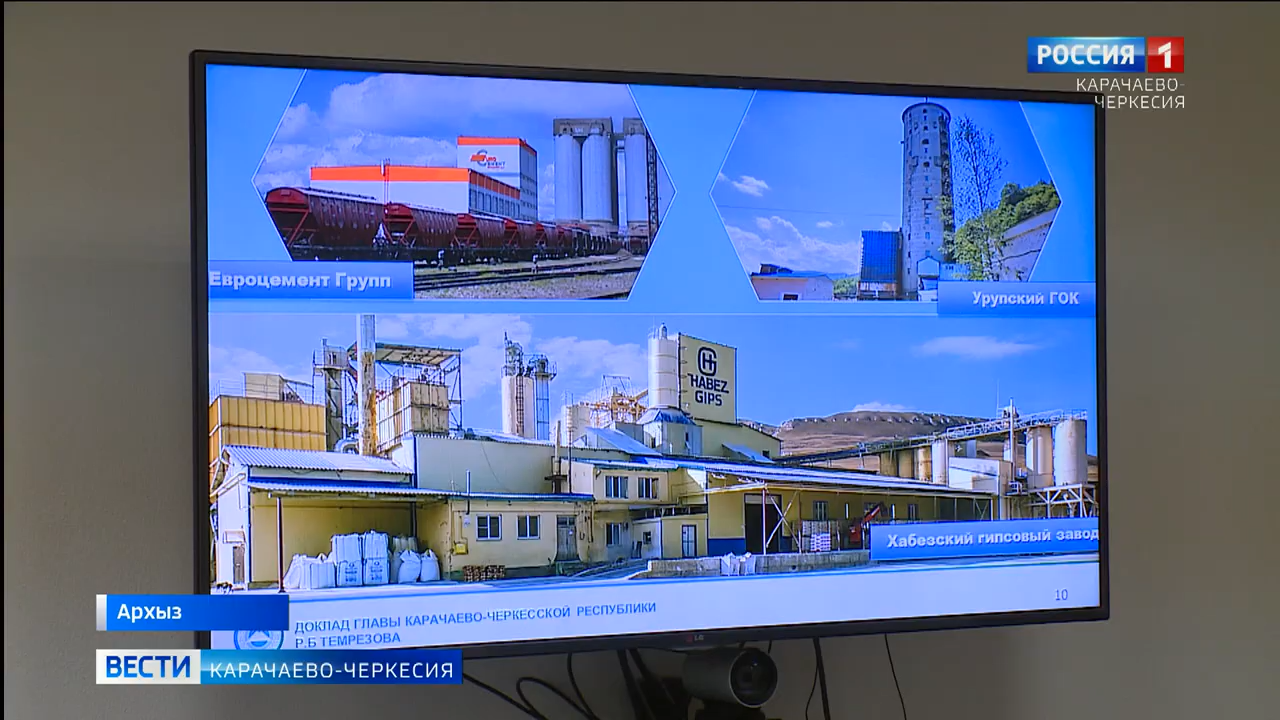 РОССИЯ 1
КАРАЧАЕВО-
ЧЕРКЕСИЯ
Евроцемент Групп
Урупский ГОК
HABEZ
GIPS
Хабезский гипсовый завод
10
ДОКЛАД ГЛАВЫ КАРАЧАЕВО-ЧЕРКЕССКОЙ РЕСПУБЛИКИ
Р.Б ТЕМРЕЗОВА
LG
Архыз
ВЕСТИ КАРАЧАЕВО-ЧЕРКЕСИЯ